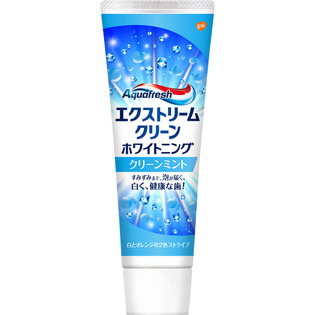 gsk
Aquafresh
エクストリーム
クリーン
ホワイトニング
クリーンミント
すみずみまで、泡が届く。
白く、健康な歯!
白とオレンジの2色ストライプ